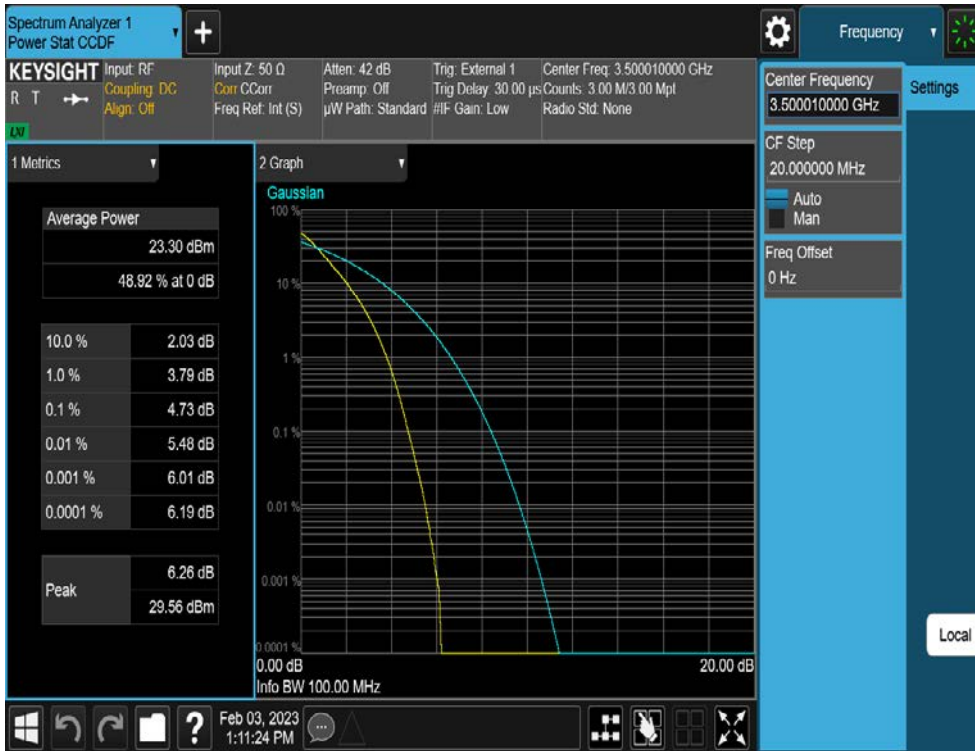 Spectrum Analyzer 1
Power Stat CCDF
+
Frequency
KEYSIGHT
R T
LXI
Input: RF
Coupling: DC
Align: Off
Input Z: 50 Ω
Corr CCorr
Freq Ref: Int (S)
Atten: 42 dB
Preamp: Off
µW Path: Standard
Trig: External 1
Trig Delay: 30.00 µs
#IF Gain: Low
Center Freq: 3.500010000 GHz
Counts: 3.00 M/3.00 Mpt
Radio Std: None
Center Frequency
3.500010000 GHz
Settings
CF Step
20.000000 MHz
Auto
Man
Freq Offset
0 Hz
1 Metrics
Average Power
23.30 dBm
48.92 % at 0 dB
10.0 % 2.03 dB
1.0 % 3.79 dB
0.1 % 4.73 dB
0.01 % 5.48 dB
0.001 % 6.01 dB
0.0001 % 6.19 dB
Peak
6.26 dB
29.56 dBm
2 Graph
Gaussian
100 %
10 %
1 %
0.1 %
0.01 %
0.001 %
0.0001 %
0.00 dB 20.00 dB
Info BW 100.00 MHz
Local
?
Feb 03, 2023
1:11:24 PM